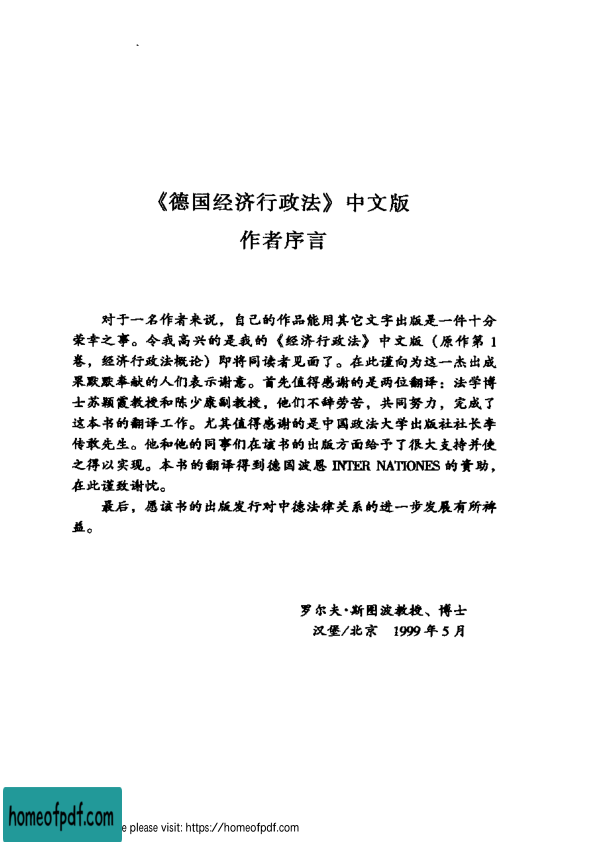 《德国经济行政法》中文版
作者序言
对于一名作者来说，自己的作品能用其它文字出版是一件十分
荣幸之事。令我高兴的是我的《经济行政法》中文版（原作第 1
卷，经济行政法概论）即将同读者见面了。在此谨向为这一杰出成
果默默奉献的人们表示谢意。首先值得感谢的是两位翻译：法学博
士苏颖霞教授和陈少康副教授，他们不辞劳苦，共同努力，完成了
这本书的翻译工作。尤其值得感谢的是中国政法大学出版社社长李
传敢先生。他和他的同事们在该书的出版方面给予了很大支持并使
之得以实现。本书的翻译得到德国波恩 INTER NATIONES 的资助，
在此谨致谢忱。
最后，愿该书的出版发行对中德法律关系的进一步发展有所裨
益。
罗尔夫·斯图波教授、博士
汉堡/北京 1999 年 5 月
homeofpdf.com
e please visit: https://homeofpdf.com